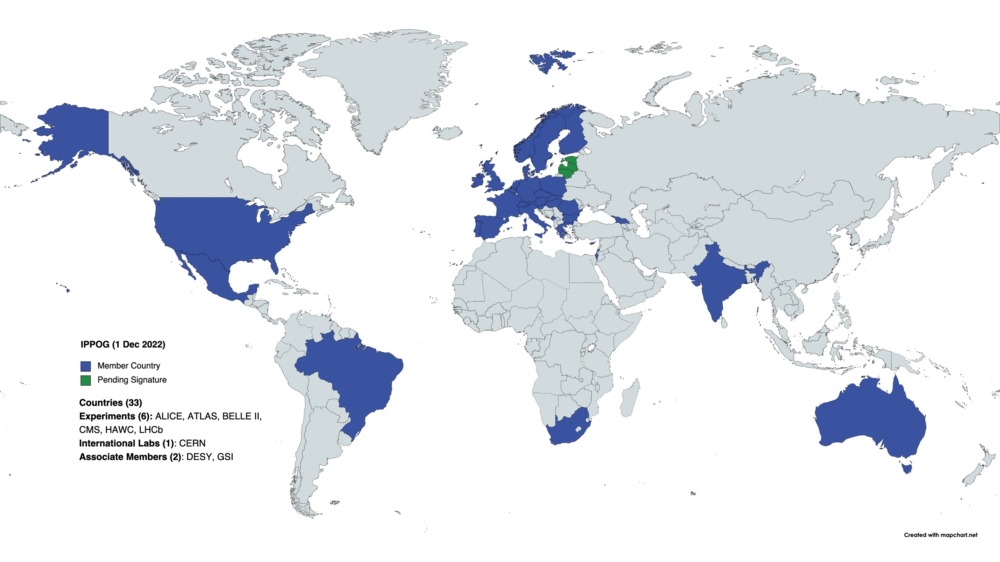 IPPOG (1 Dec 2022)
Member Country
Pending Signature
Countries (33)
Experiments (6): ALICE, ATLAS, BELLE II,
CMS, HAWC, LHCb
International Labs (1): CERN
Associate Members (2): DESY, GSI
Created with mapchart.net